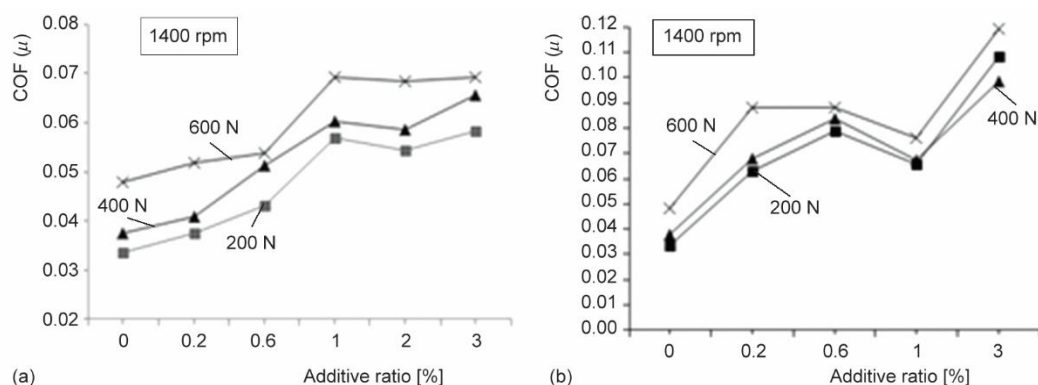 COF (μ)
0.08
0.07
0.06
0.05
0.04
0.03
0.02
1400 rpm
600 N
400 N
200 N
0 0.2 0.6 1 2 3
(a) Additive ratio [%]
COF (μ)
0.12
0.11
0.10
0.09
0.08
0.07
0.06
0.05
0.04
0.03
0.02
0.01
0.00
1400 rpm
600 N
400 N
200 N
0 0.2 0.6 1 3
(b) Additive ratio [%]